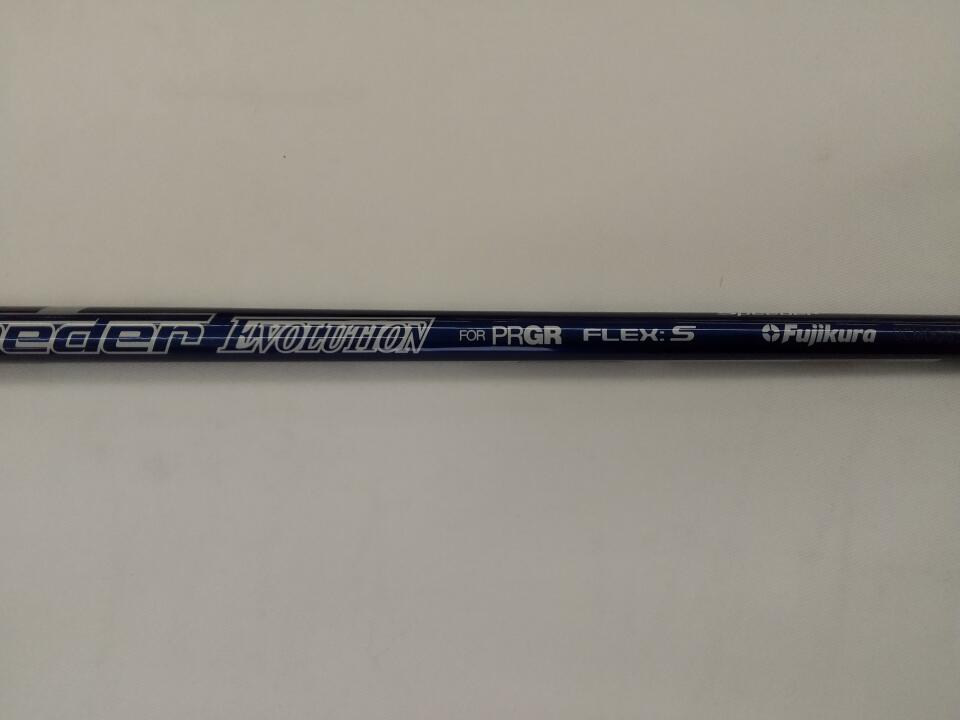 eeder EVOLUTION FOR PRGR FLEX: S Fujikura